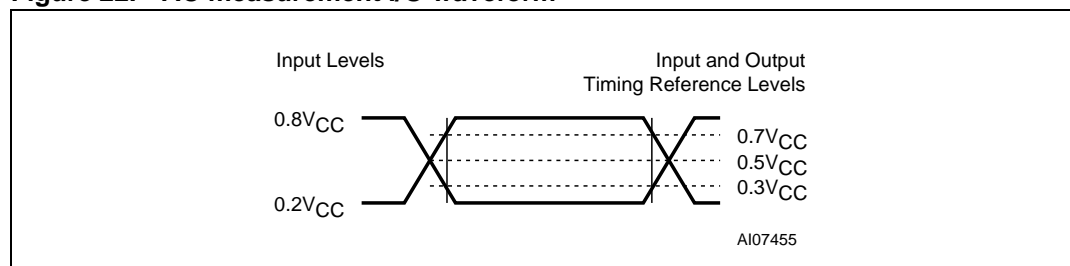 Figure 22. AC measurement I/O waveform
Input Levels
Input and Output
Timing Reference Levels
0.8VCC
0.2VCC
0.7VCC
0.5VCC
0.3VCC
AI07455